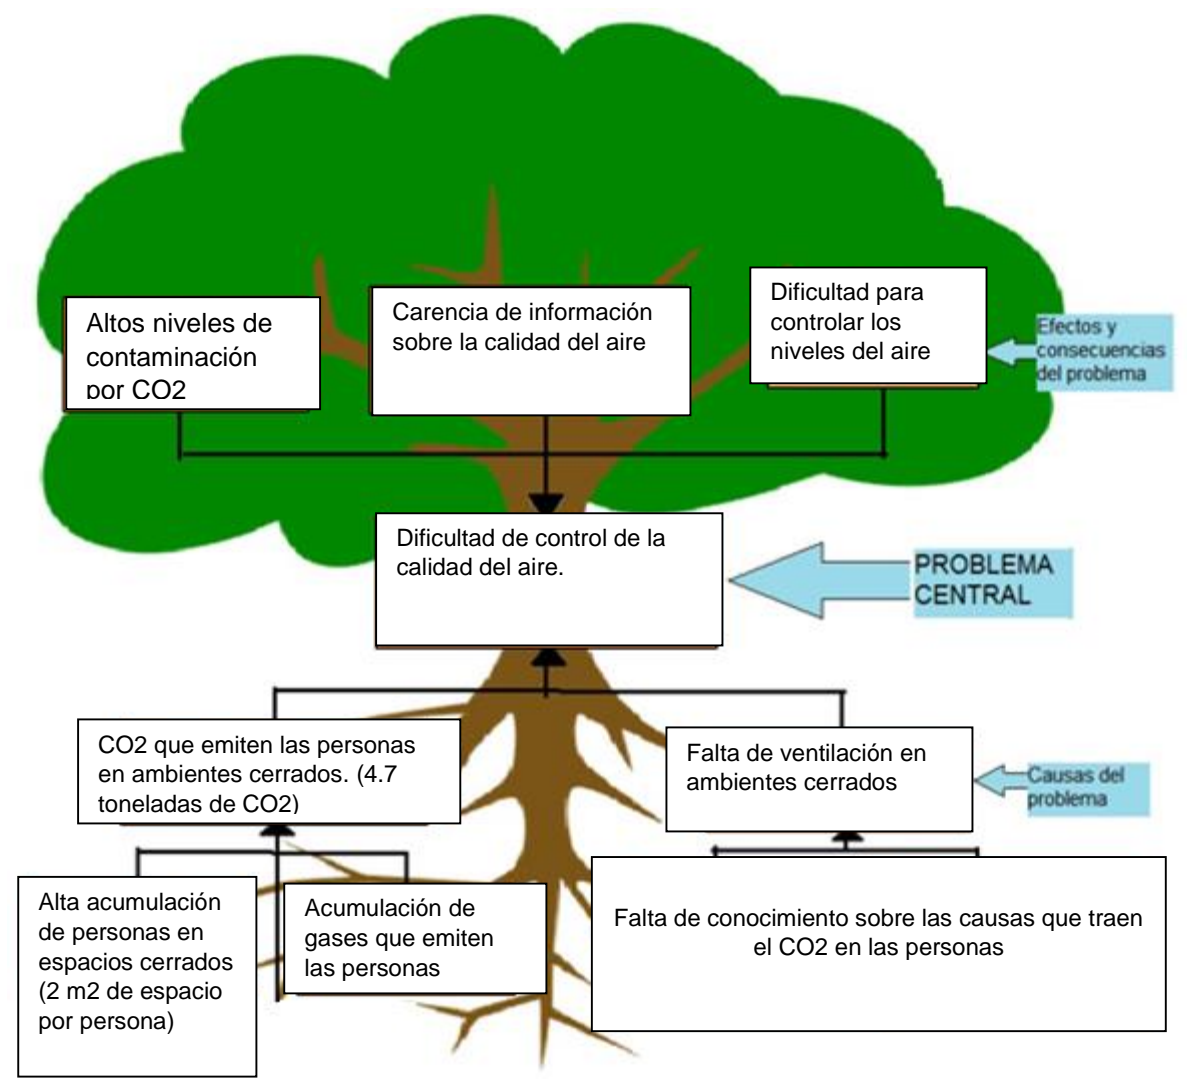 Altos niveles de
contaminación
por CO2
Carencia de información
sobre la calidad del aire
Dificultad para
controlar los
niveles del aire
Efectos y
consecuencias
del problema
Dificultad de control de la
calidad del aire.
PROBLEMA
CENTRAL
CO2 que emiten las personas
en ambientes cerrados. (4.7
toneladas de CO2)
Falta de ventilación en
ambientes cerrados
Causas del
problema
Alta acumulación
de personas en
espacios cerrados
(2 m2 de espacio
por persona)
Acumulación de
gases que emiten
las personas
Falta de conocimiento sobre las causas que traen
el CO2 en las personas